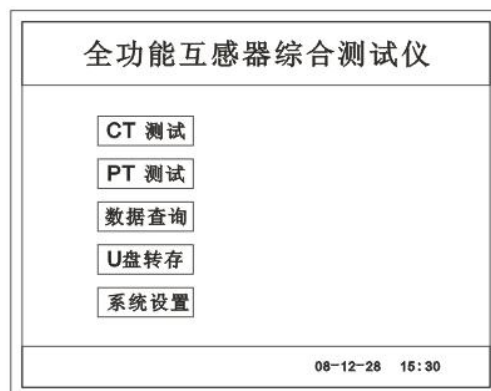 全功能互感器综合测试仪
CT 测试
PT 测试
数据查询
U盘转存
系统设置
08-12-28 15:30